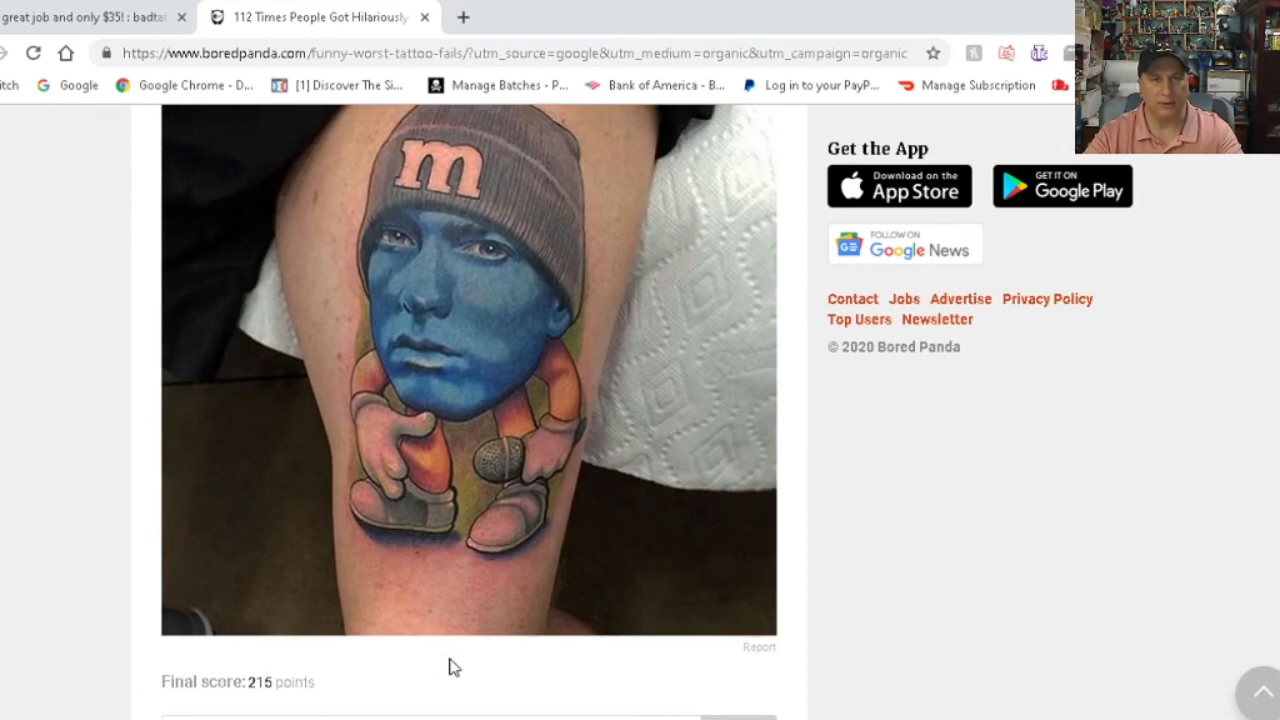 great job and only $35! : badtat
112 Times People Got Hilariously
https://www.boredpanda.com/funny-worst-tattoo-fails/?utm_source=google&utm_medium=organic&utm_campaign=organic
itch
Google
Google Chrome - D...
[1] Discover The Si...
Manage Batches - P...
Bank of America - B...
Log in to your PayP...
Manage Subscription
m
Get the App
Download on the
App Store
GET IT ON
Google Play
GE
FOLLOW ON
Google News
Contact Jobs Advertise Privacy Policy
Top Users Newsletter
© 2020 Bored Panda
Report
Final score: 215 points